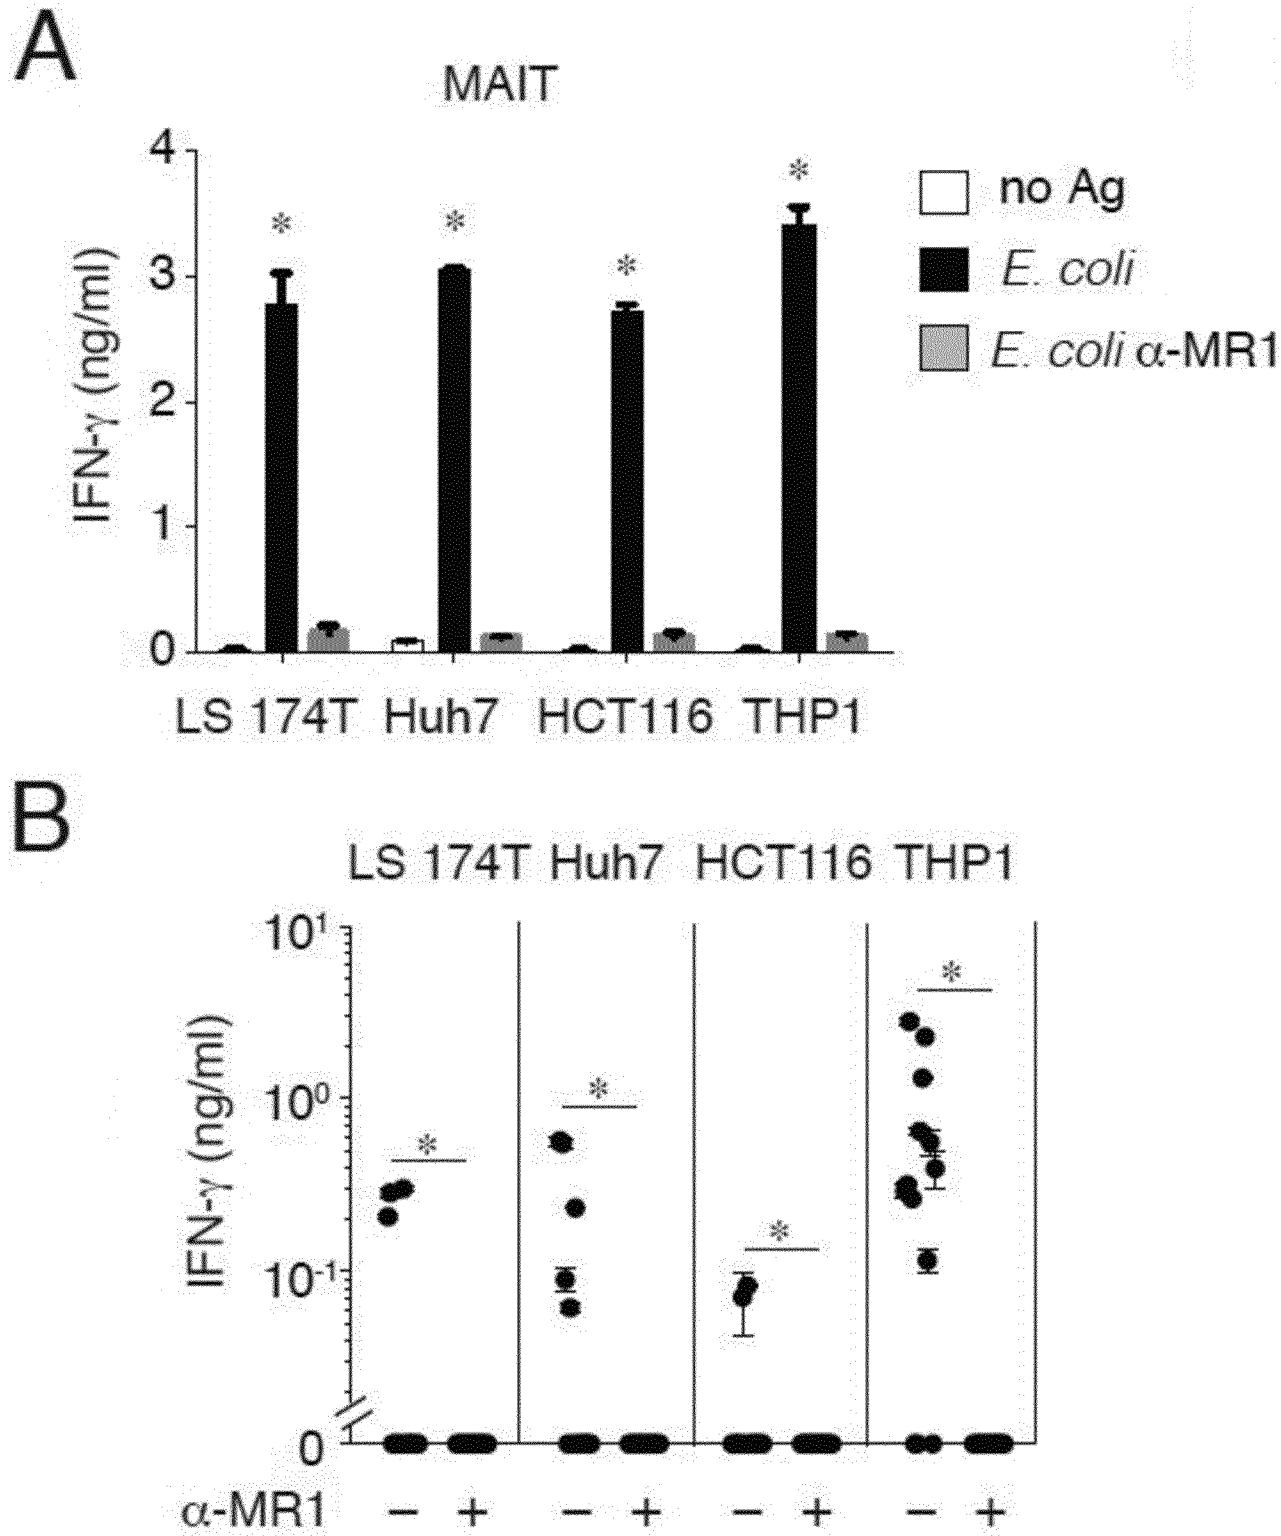 A
MAIT
4
3
2
1
0
IFN-γ (ng/ml)
* * * *
no Ag
E. coli
E. coli α-MR1
LS 174T Huh7 HCT116 THP1
B
LS 174T Huh7 HCT116 THP1
10¹
10⁰
10⁻¹
0
IFN-γ (ng/ml)
* * * *
α-MR1 − + − + − + − +